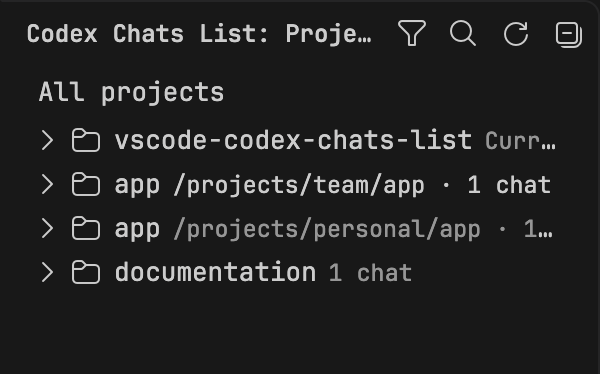 Codex Chats List: Proje…
All projects
vscode-codex-chats-list Curr…
app /projects/team/app · 1 chat
app /projects/personal/app · 1…
documentation 1 chat